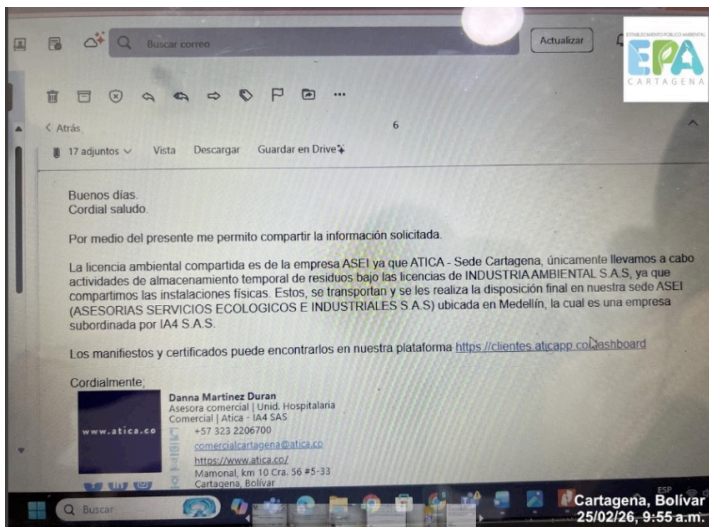 Buscar correo
Actualizar
ESTABLECIMIENTO PÚBLICO AMBIENTAL
EPA
CARTAGENA
Atrás
6
17 adjuntos
Vista
Descargar
Guardar en Drive
Buenos días.
Cordial saludo.
Por medio del presente me permito compartir la información solicitada.
La licencia ambiental compartida es de la empresa ASEI ya que ATICA - Sede Cartagena, únicamente llevamos a cabo
actividades de almacenamiento temporal de residuos bajo las licencias de INDUSTRIA AMBIENTAL S.A.S, ya que
compartimos las instalaciones físicas. Estos, se transportan y se les realiza la disposición final en nuestra sede ASEI
(ASESORIAS SERVICIOS ECOLOGICOS E INDUSTRIALES S.A.S) ubicada en Medellín, la cual es una empresa
subordinada por IA4 S.A.S.
Los manifiestos y certificados puede encontrarlos en nuestra plataforma https://clientes.aticapp.co/dashboard
Cordialmente;
www.atica.co
Danna Martinez Duran
Asesora comercial | Unid. Hospitalaria
Comercial | Atica - IA4 SAS
+57 323 2206700
comercialcartagena@atica.co
https://www.atica.co/
Mamonal, km 10 Cra. 56 #5-33
Cartagena, Bolívar
Buscar
ESP
Cartagena, Bolívar
25/02/26, 9:55 a.m.